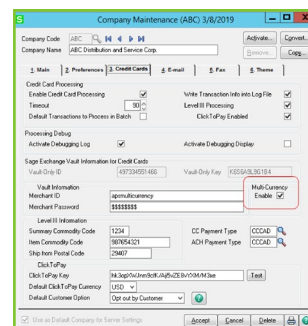 S Company Maintenance (ABC) 3/8/2019
Company Code ABC Activate... Convert...
Company Name ABC Distribution and Service Corp. Remove... Copy...
1. Main 2. Preferences 3. Credit Cards 4. E-mail 5. Fax 6. Theme
Credit Card Processing
Enable Credit Card Processing Write Transaction Info into Log File
Timeout 90 Level III Processing
Default Transactions to Process in Batch ClickToPay Enabled
Processing Debug
Activate Debugging Log Activate Debugging Display
Sage Exchange Vault Information for Credit Cards
Vault-Only ID 497334551466 Vault-Only Key
Vault Information Multi-Currency
Merchant ID apsmulticurrency Enable
Merchant Password $$$$$$$$
Level III Information
Summary Commodity Code 1234 CC Payment Type CCCAD
Item Commodity Code 987654321 ACH Payment Type CCCAD
Ship from Postal Code 29407
ClickToPay
ClickToPay Key Test
Default ClickToPay Currency USD
Default Customer Option Opt out by Customer
Use as Default Company for Server Settings Accept Cancel Delete